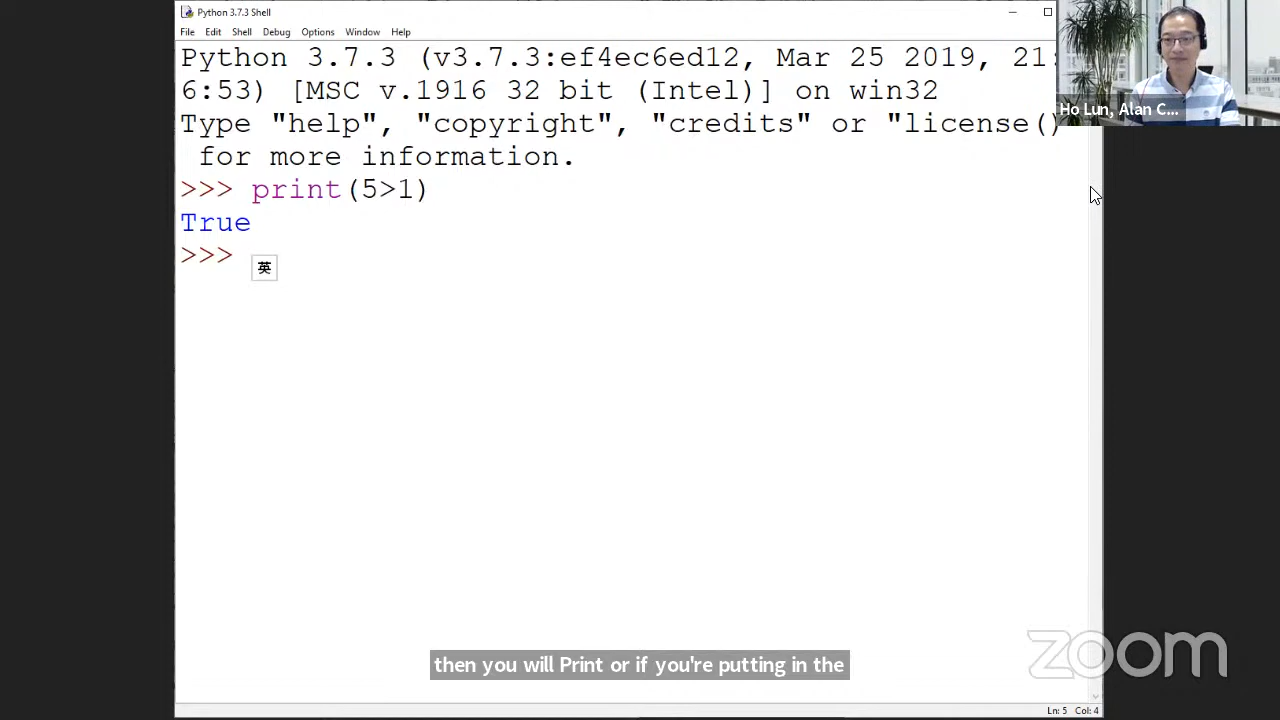 Python 3.7.3 Shell
File Edit Shell Debug Options Window Help
Python 3.7.3 (v3.7.3:ef4ec6ed12, Mar 25 2019, 21:
6:53) [MSC v.1916 32 bit (Intel)] on win32
Type "help", "copyright", "credits" or "license()
for more information.
>>> print(5>1)
True
>>>
英
Ho Lun, Alan C...
then you will Print or if you're putting in the
zoom
Ln: 5 Col: 4